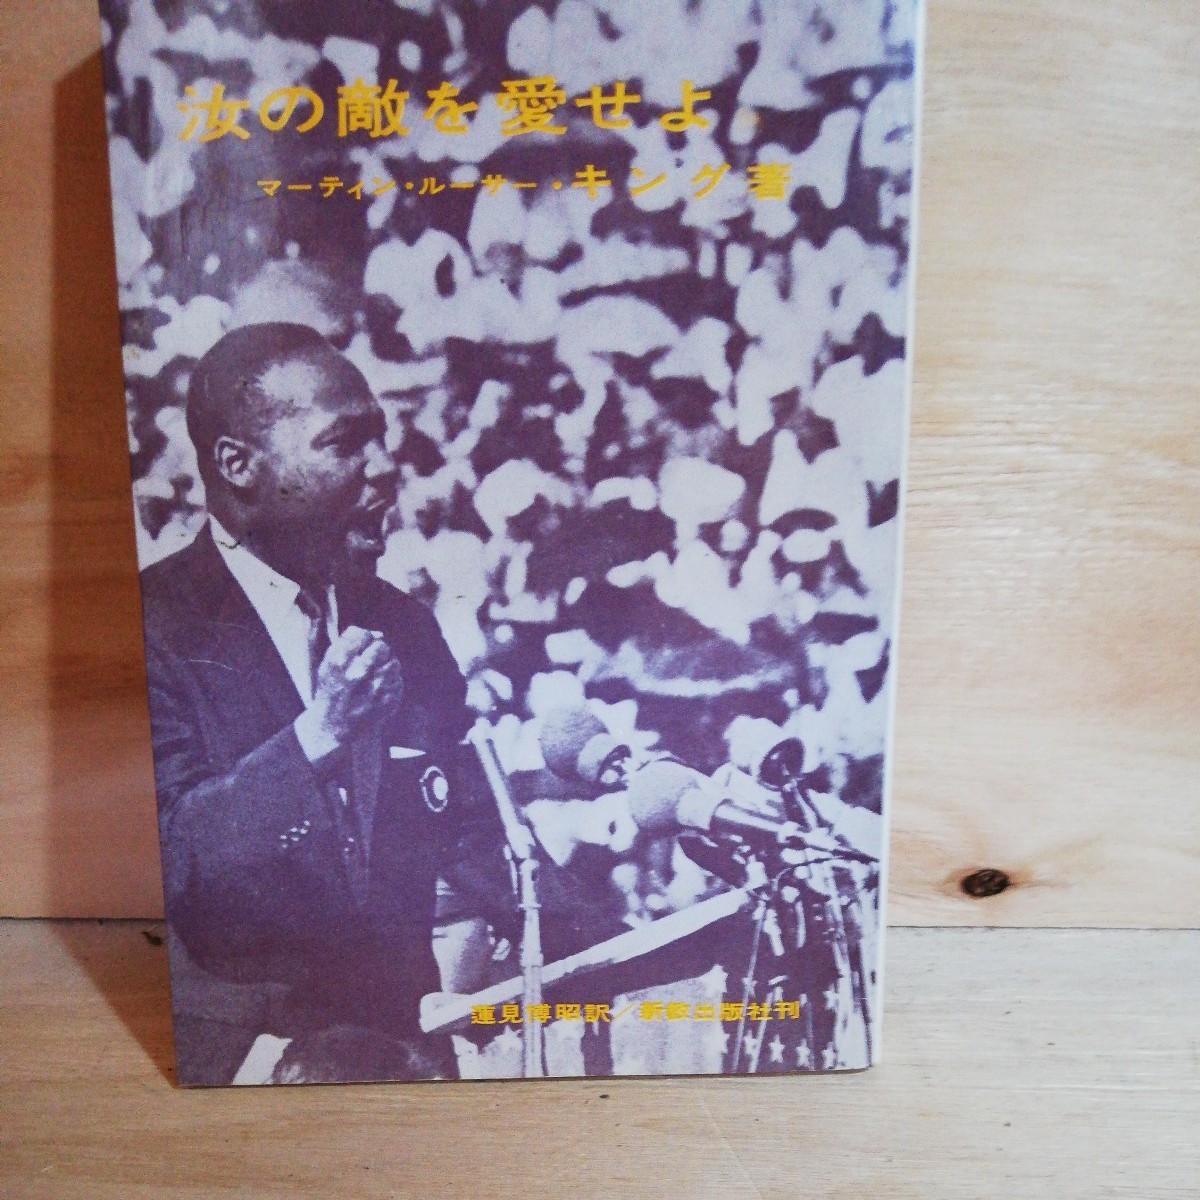 汝の敵を愛せよ
マーティン・ルーサー・キング著
蓮見博昭訳/新教出版社刊